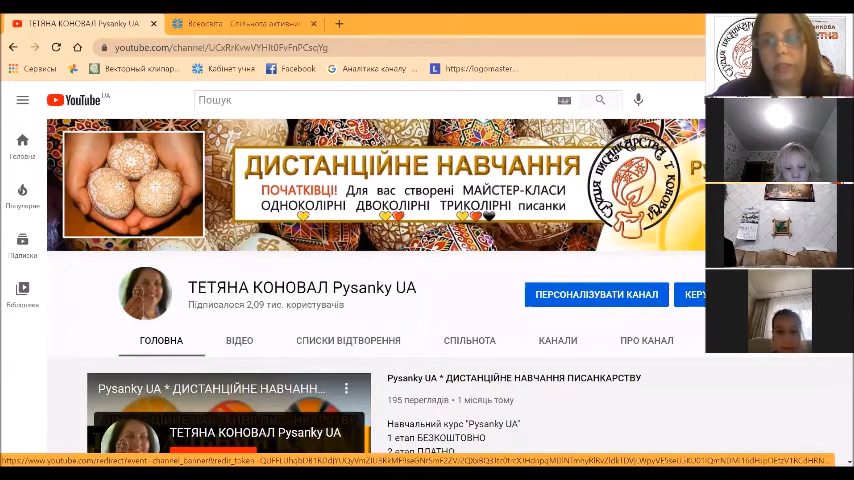 ТЕТЯНА КОНОВАЛ Pysanky UA
Всеосвіта - Спільнота активни
youtube.com/channel/UCxRrKvwVYHIt0FvFnPCsqYg
Сервисы
Векторный клипар...
Кабінет учня
Facebook
Аналітика каналу ...
https://logomaster...
YouTube UA
Пошук
Головна
Популярне
Підписки
Бібліотека
ДИСТАНЦІЙНЕ НАВЧАННЯ
ПОЧАТКІВЦІ! Для вас створені МАЙСТЕР-КЛАСИ
ОДНОКОЛІРНІ ДВОКОЛІРНІ ТРИКОЛІРНІ писанки
ТЕТЯНА КОНОВАЛ Pysanky UA
Підписалося 2,09 тис. користувачів
ПЕРСОНАЛІЗУВАТИ КАНАЛ
КЕРУ
ГОЛОВНА
ВІДЕО
СПИСКИ ВІДТВОРЕННЯ
СПІЛЬНОТА
КАНАЛИ
ПРО КАНАЛ
Pysanky UA * ДИСТАНЦІЙНЕ НАВЧАНН...
ТЕТЯНА КОНОВАЛ Pysanky UA
Pysanky UA * ДИСТАНЦІЙНЕ НАВЧАННЯ ПИСАНКАРСТВУ
195 переглядів • 1 місяць тому
Навчальний курс "Pysanky UA"
1 етап БЕЗКОШТОВНО
2 етап ПЛАТНО